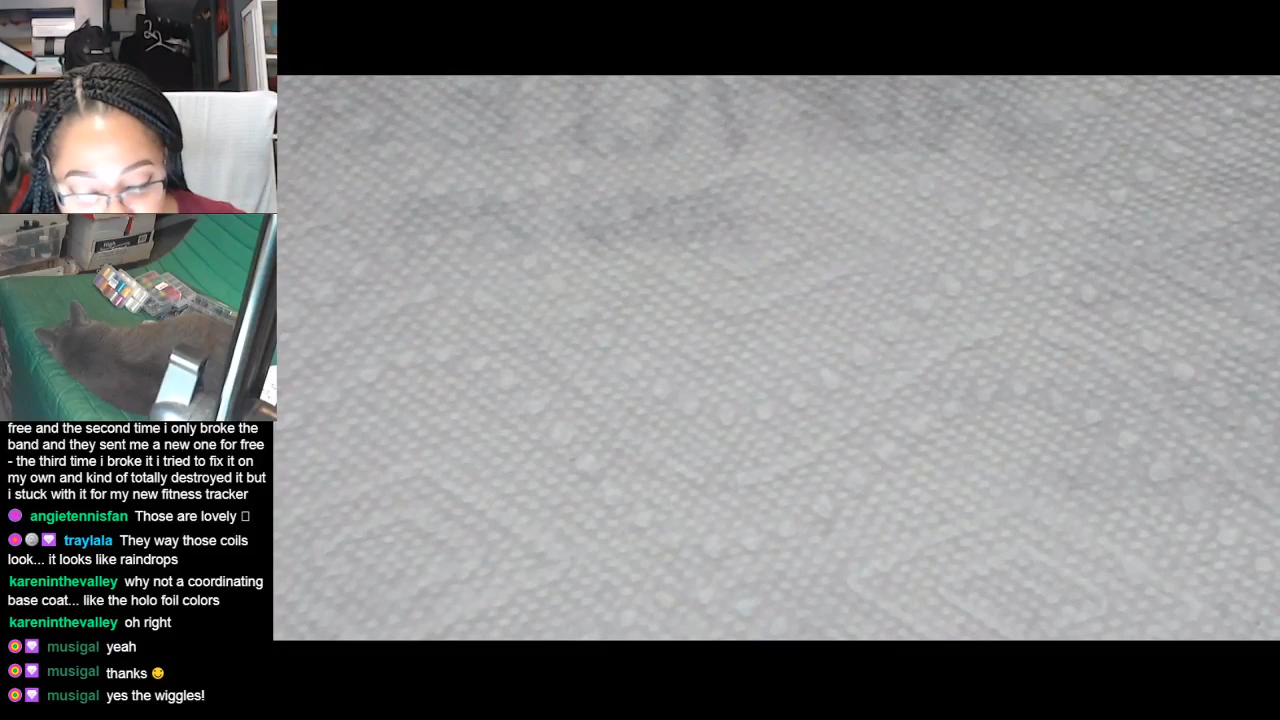 High
free and the second time i only broke the
band and they sent me a new one for free
- the third time i broke it i tried to fix it on
my own and kind of totally destroyed it but
i stuck with it for my new fitness tracker
angietennisfan Those are lovely
traylala They way those coils
look... it looks like raindrops
kareninthevalley why not a coordinating
base coat... like the holo foil colors
kareninthevalley oh right
musigal yeah
musigal thanks
musigal yes the wiggles!